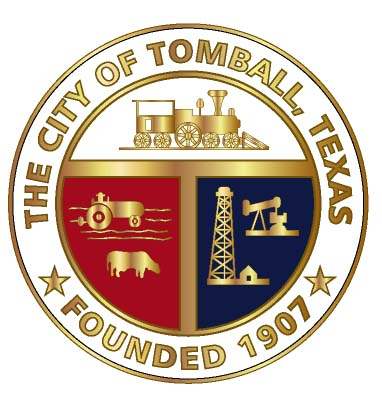 THE CITY OF TOMBALL, TEXAS
FOUNDED 1907